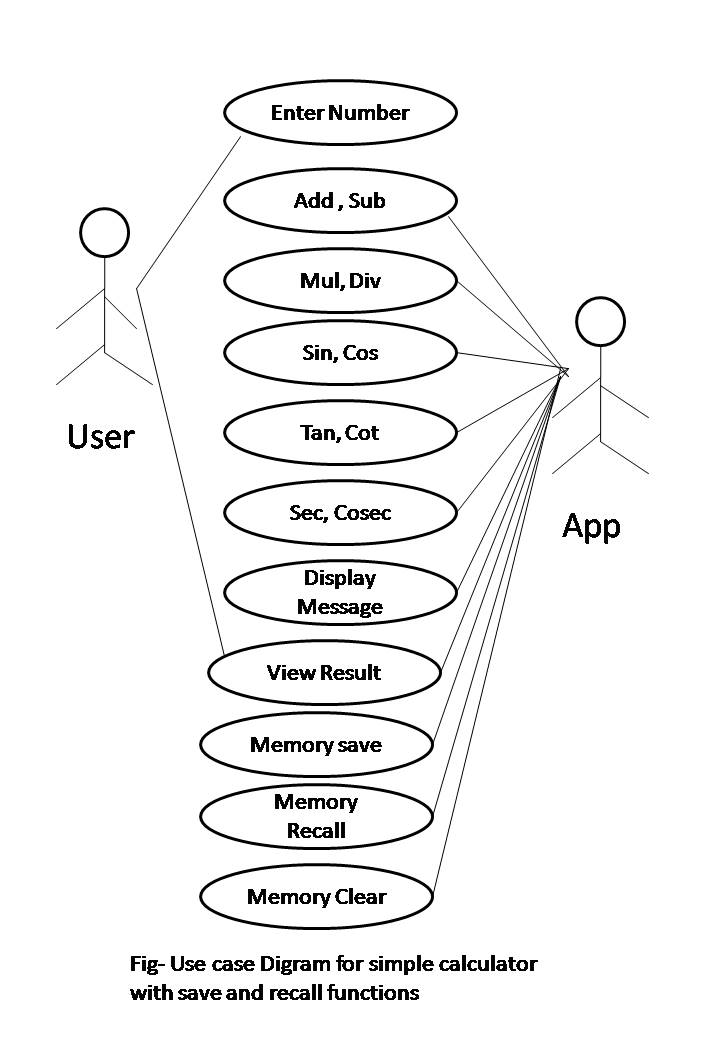 Enter Number
Add , Sub
Mul, Div
Sin, Cos
Tan, Cot
User
Sec, Cosec
App
Display
Message
View Result
Memory save
Memory
Recall
Memory Clear
Fig- Use case Digram for simple calculator
with save and recall functions